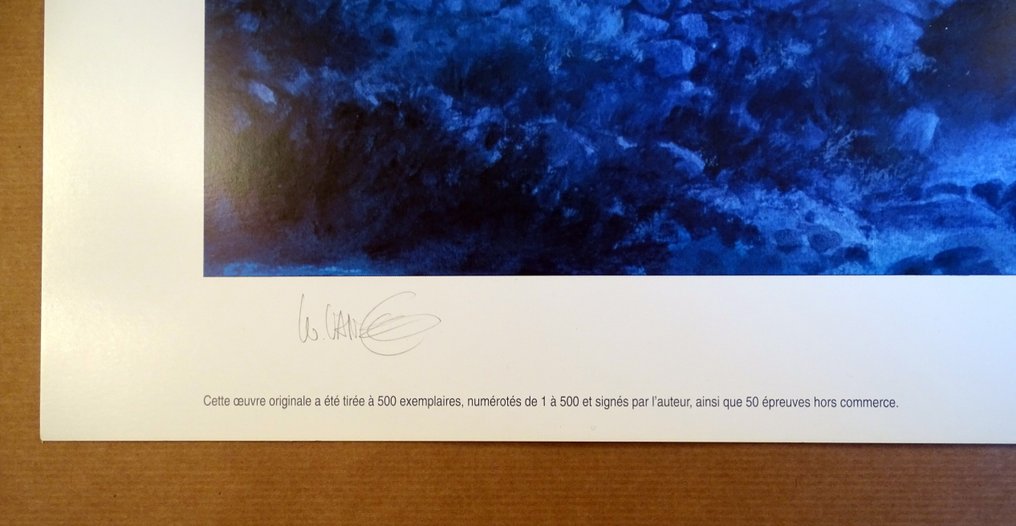 Cette œuvre originale a été tirée à 500 exemplaires, numérotés de 1 à 500 et signés par l'auteur, ainsi que 50 épreuves hors commerce.